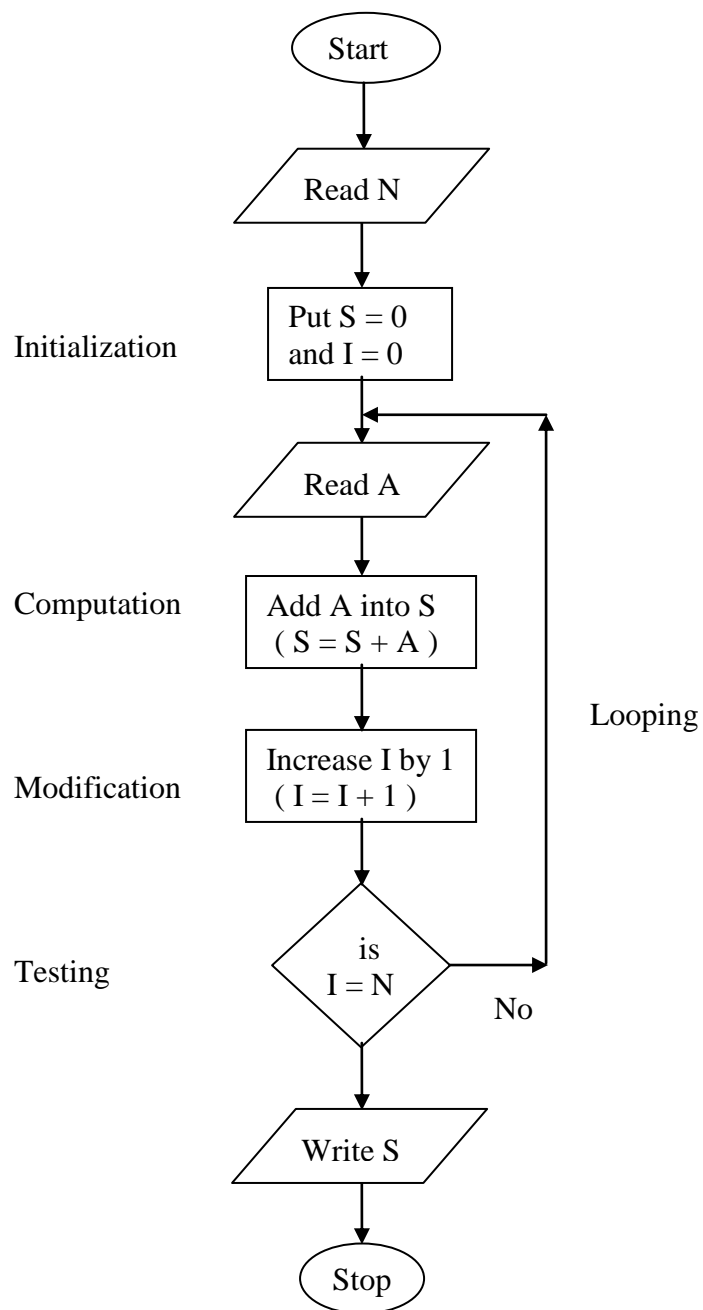 Start
Read N
Initialization
Put S = 0
and I = 0
Read A
Computation
Add A into S
( S = S + A )
Looping
Modification
Increase I by 1
( I = I + 1 )
Testing
is
I = N
No
Write S
Stop